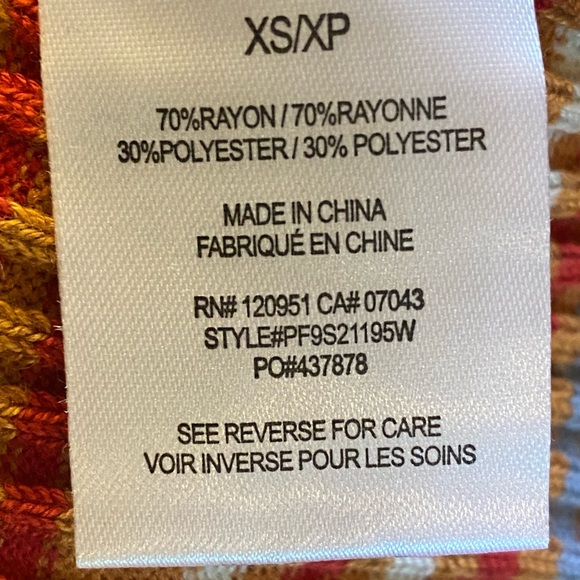 XS/XP
70%RAYON / 70%RAYONNE
30%POLYESTER / 30% POLYESTER
MADE IN CHINA
FABRIQUÉ EN CHINE
RN# 120951 CA# 07043
STYLE#PF9S21195W
PO#437878
SEE REVERSE FOR CARE
VOIR INVERSE POUR LES SOINS